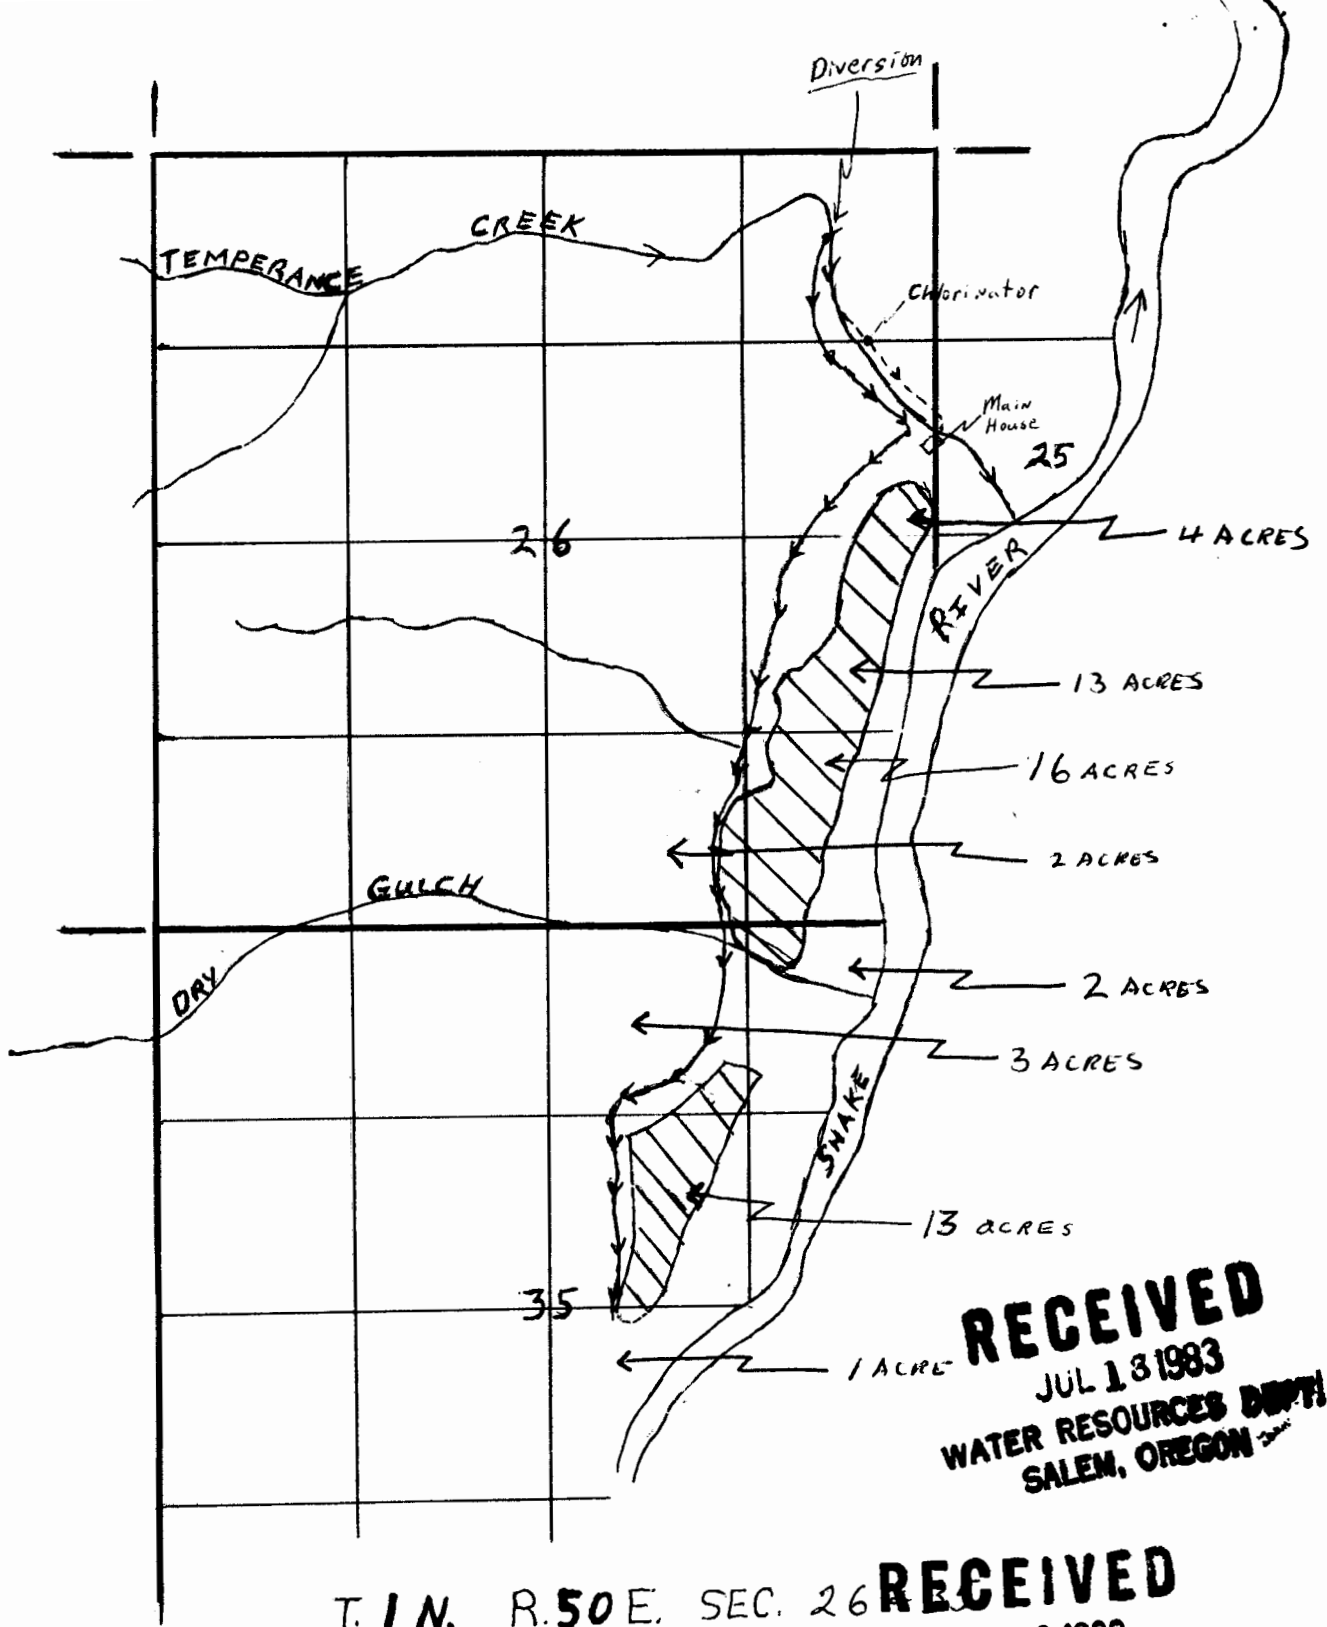 Diversion
CREEK
TEMPERANCE
Chlorinator
Main
House
25
26
4 ACRES
RIVER
13 ACRES
16 ACRES
2 ACRES
GULCH
DRY
2 ACRES
3 ACRES
SNAKE
13 ACRES
35
1 ACRE
RECEIVED
JUL 13 1983
WATER RESOURCES DEPT.
SALEM, OREGON
T. 1 N. R. 50 E. SEC. 26
RECEIVED